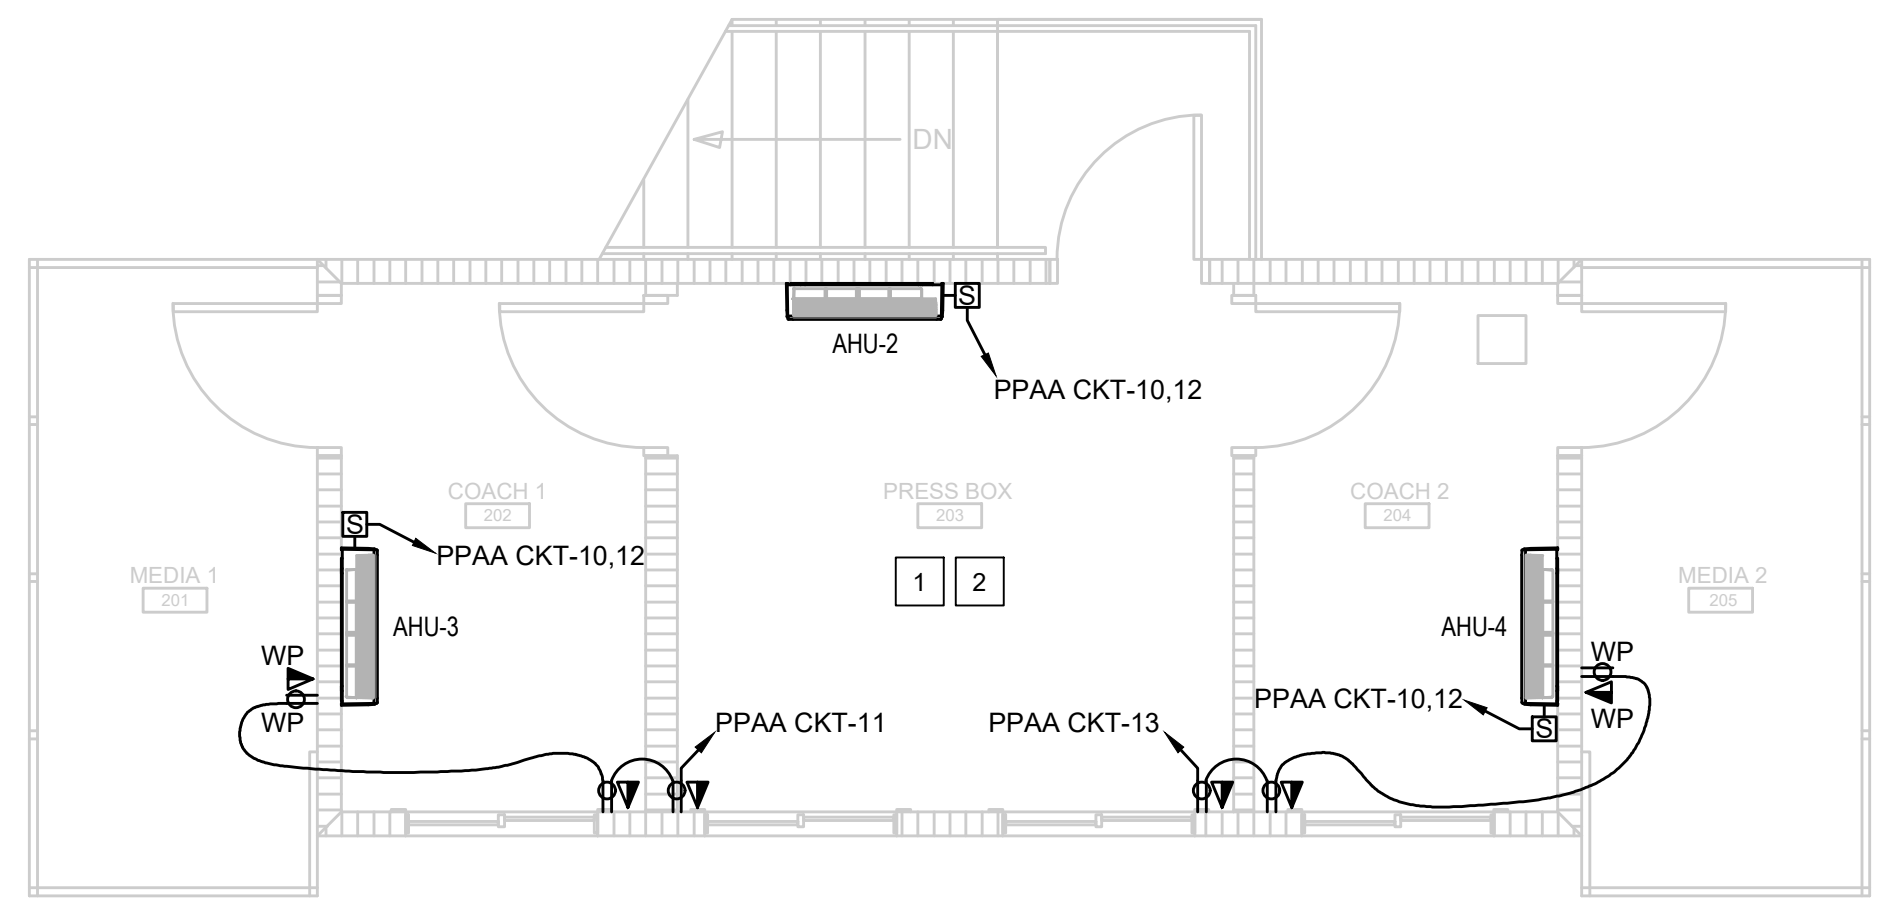 DN
S
AHU-2
PPAA CKT-10,12
COACH 1
202
PRESS BOX
203
COACH 2
204
S
PPAA CKT-10,12
MEDIA 1
201
1
2
MEDIA 2
205
AHU-3
AHU-4
WP
WP
WP
WP
PPAA CKT-10,12
S
PPAA CKT-11
PPAA CKT-13